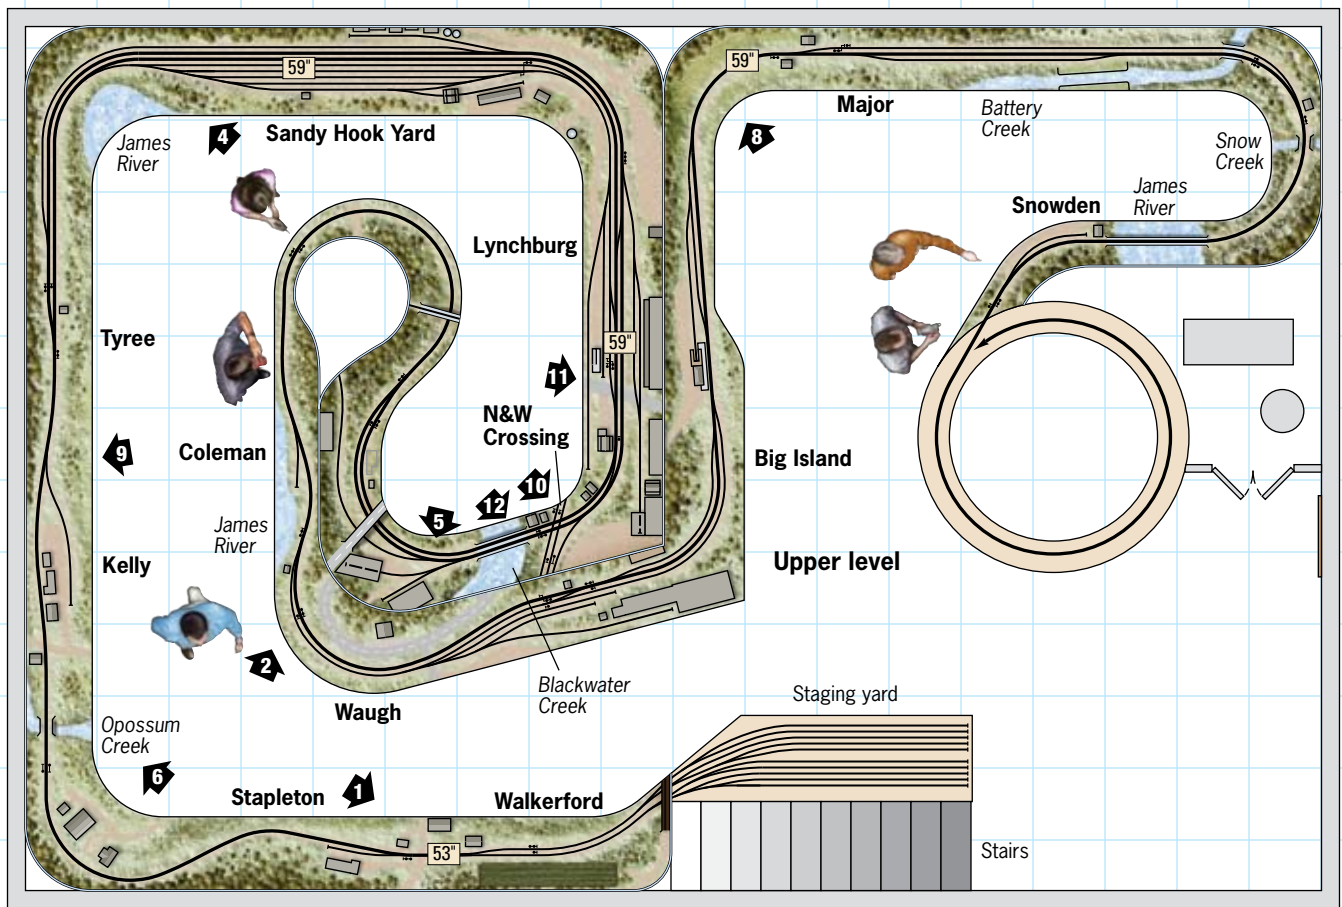 59"
59"
Major
Battery
Creek
Snow
Creek
James
River
4
Sandy Hook Yard
8
James
River
Snowden
Lynchburg
Tyree
59"
11
N&W
Crossing
9
Coleman
Big Island
10
12
5
James
River
Kelly
Upper level
2
Blackwater
Creek
Waugh
Staging yard
Opossum
Creek
6
Stapleton
1
Walkerford
53"
Stairs